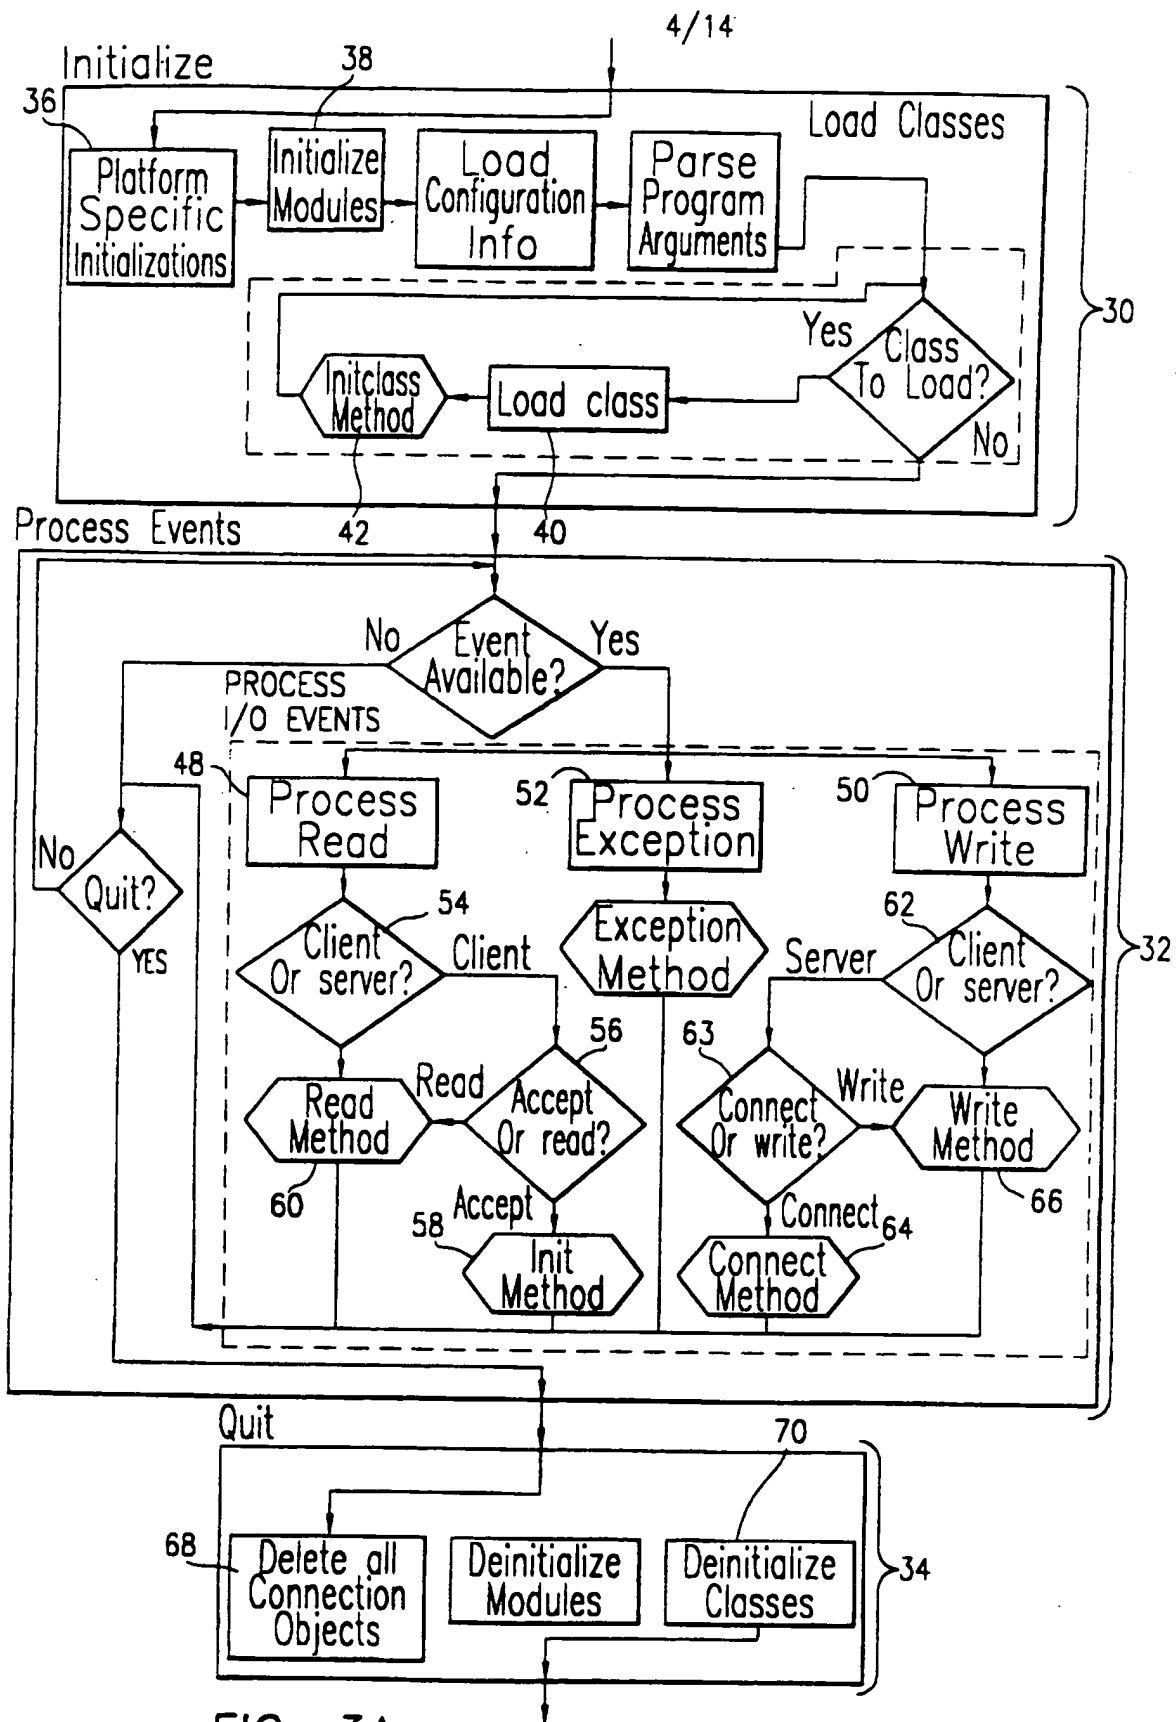 4/14
Initialize
38
36
Load Classes
Platform
Specific
Initializations
Initialize
Modules
Load
Configuration
Info
Parse
Program
Arguments
30
Yes
Class
To Load?
No
Initclass
Method
Load class
42
40
Process Events
No
Event
Available?
Yes
PROCESS
I/O EVENTS
48
Process
Read
52
Process
Exception
50
Process
Write
No
Quit?
YES
54
Client
Or server?
Client
Exception
Method
62
Server
Client
Or server?
32
56
63
Read
Method
Read
Accept
Or read?
Connect
Or write?
Write
Write
Method
60
66
Accept
58
Init
Method
Connect
64
Connect
Method
Quit
70
68
Delete all
Connection
Objects
Deinitialize
Modules
Deinitialize
Classes
34
FIG. 3A